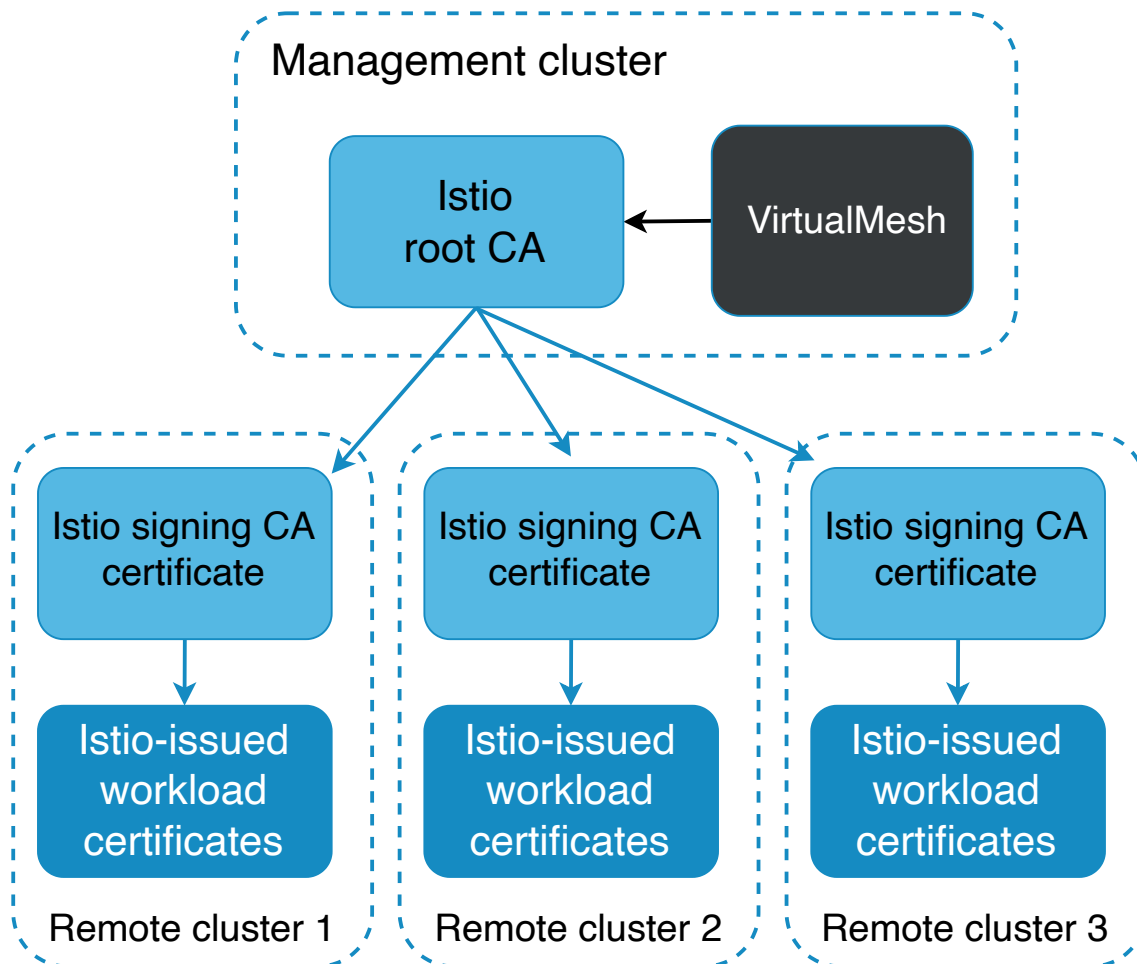 Management cluster
Istio
root CA
VirtualMesh
Istio signing CA
certificate
Istio signing CA
certificate
Istio signing CA
certificate
Istio-issued
workload
certificates
Istio-issued
workload
certificates
Istio-issued
workload
certificates
Remote cluster 1
Remote cluster 2
Remote cluster 3